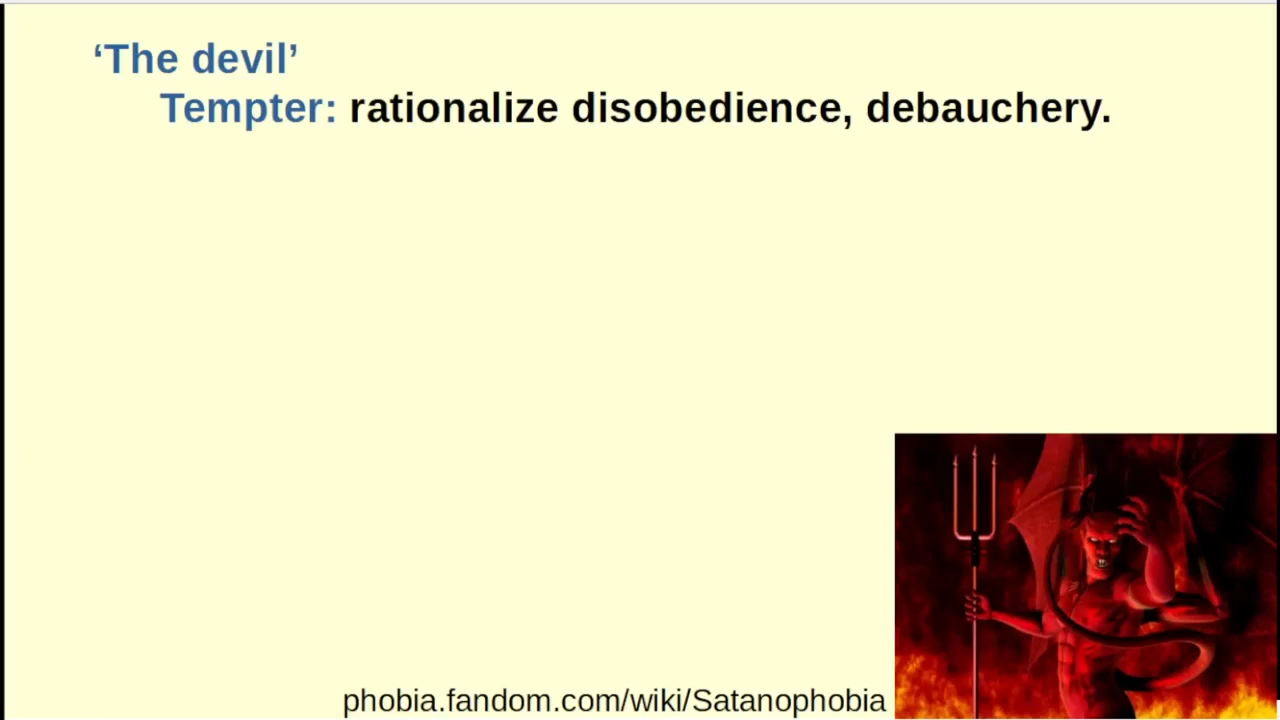 ‘The devil’
Tempter: rationalize disobedience, debauchery.
phobia.fandom.com/wiki/Satanophobia